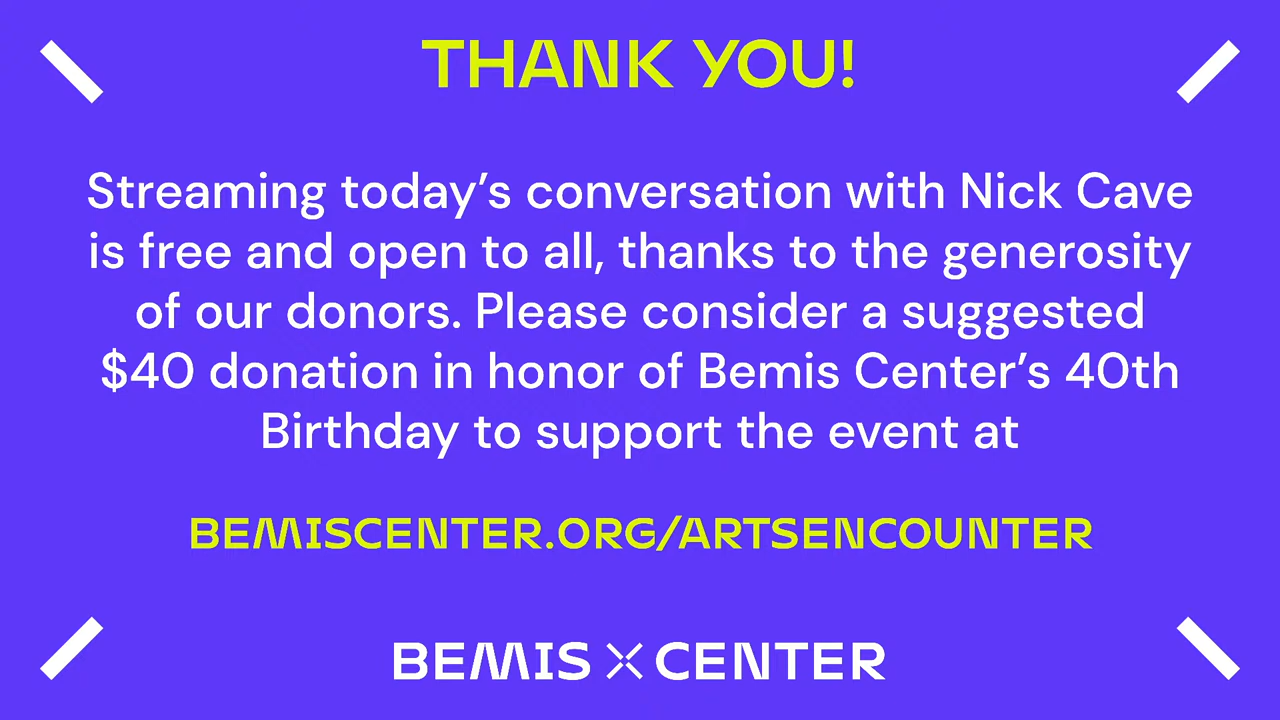 THANK YOU!
Streaming today’s conversation with Nick Cave
is free and open to all, thanks to the generosity
of our donors. Please consider a suggested
$40 donation in honor of Bemis Center’s 40th
Birthday to support the event at
BEMISCENTER.ORG/ARTSENCOUNTER
BEMIS CENTER